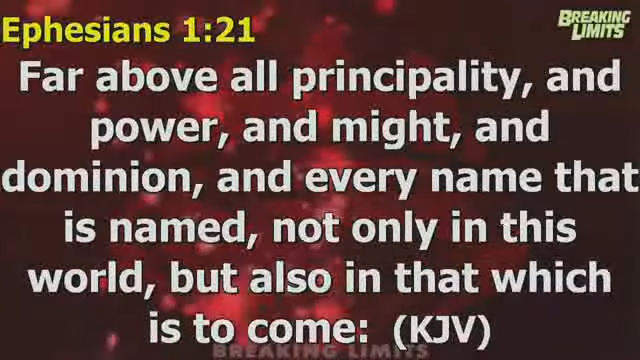 Ephesians 1:21
BREAKING
LIMITS
Far above all principality, and
power, and might, and
dominion, and every name that
is named, not only in this
world, but also in that which
is to come: (KJV)
BREAKING LIMITS